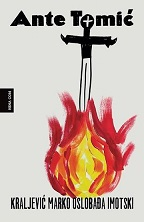 Ante Tomić
KRALJEVIĆ MARKO OSLOBAĐA IMOTSKI